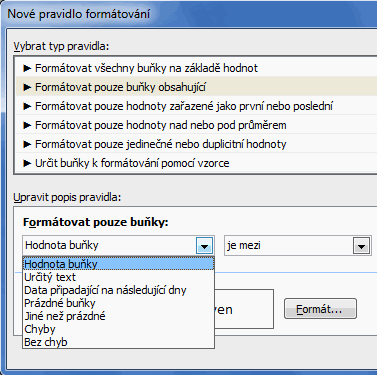 Nové pravidlo formátování
Vybrat typ pravidla:
► Formátovat všechny buňky na základě hodnot
► Formátovat pouze buňky obsahující
► Formátovat pouze hodnoty zařazené jako první nebo poslední
► Formátovat pouze hodnoty nad nebo pod průměrem
► Formátovat pouze jedinečné nebo duplicitní hodnoty
► Určit buňky k formátování pomocí vzorce
Upravit popis pravidla:
Formátovat pouze buňky:
Hodnota buňky je mezi
Hodnota buňky
Určitý text
Data připadající na následující dny
Prázdné buňky
Jiné než prázdné
Chyby
Bez chyb
Formát...